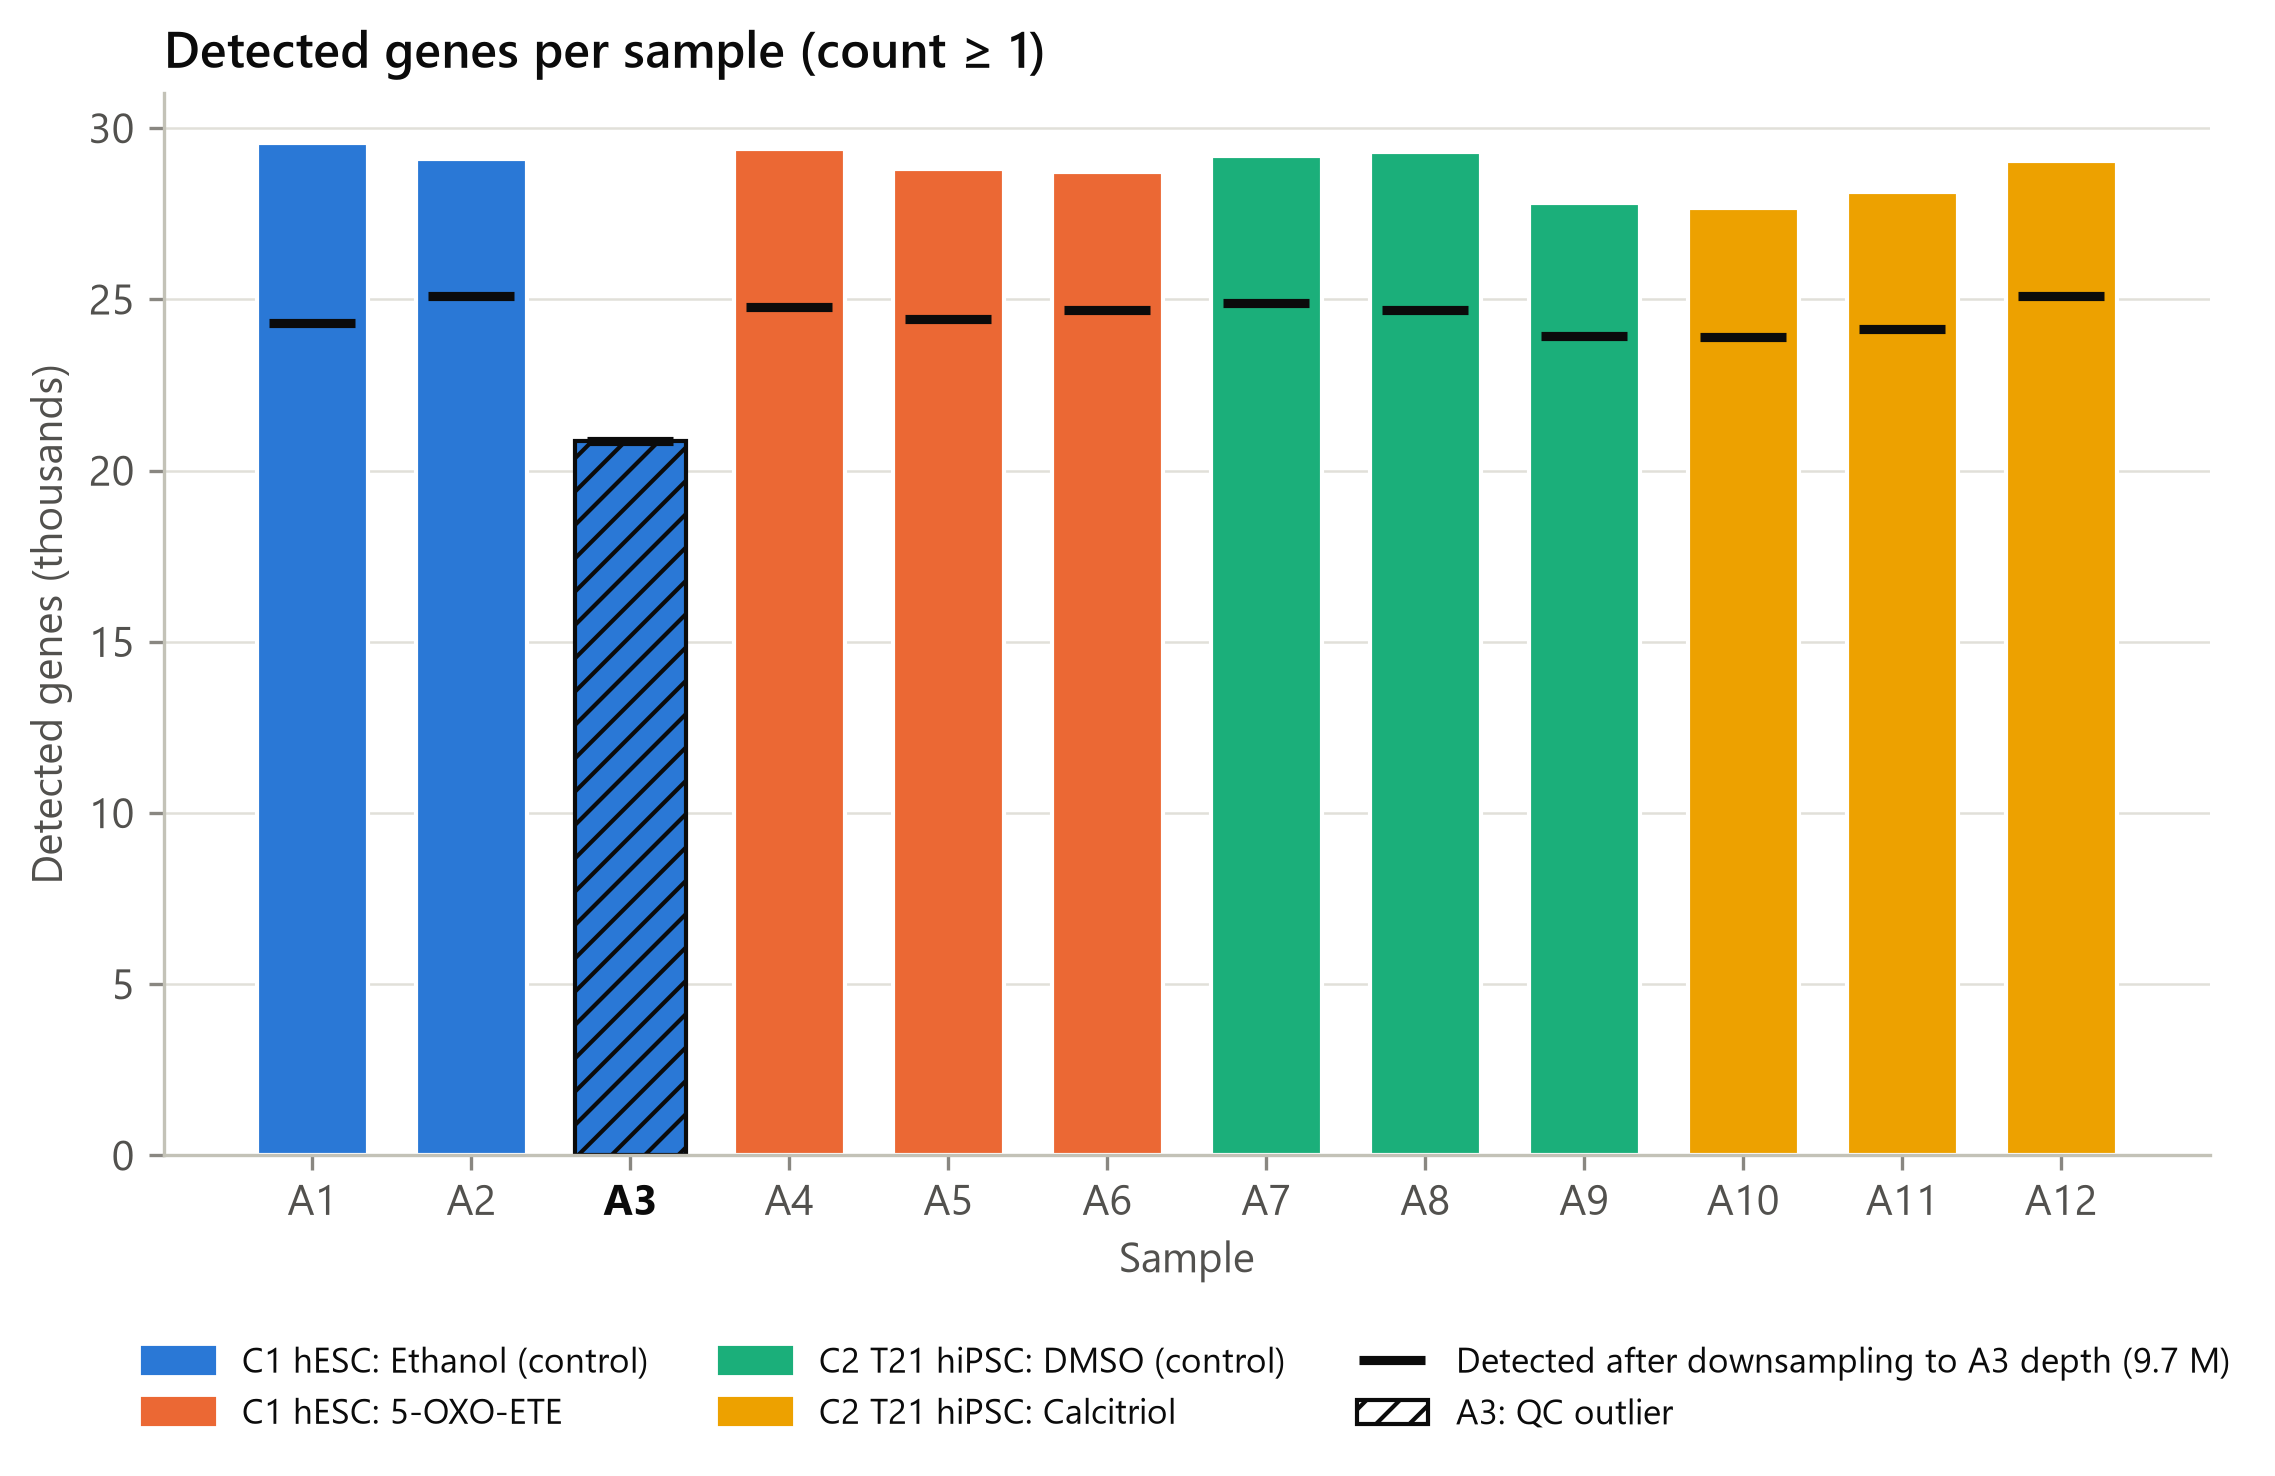 Detected genes per sample (count ≥ 1)
Detected genes (thousands)
30
25
20
15
10
5
0
A1 A2 A3 A4 A5 A6 A7 A8 A9 A10 A11 A12
Sample
C1 hESC: Ethanol (control)
C1 hESC: 5-OXO-ETE
C2 T21 hiPSC: DMSO (control)
C2 T21 hiPSC: Calcitriol
Detected after downsampling to A3 depth (9.7 M)
A3: QC outlier